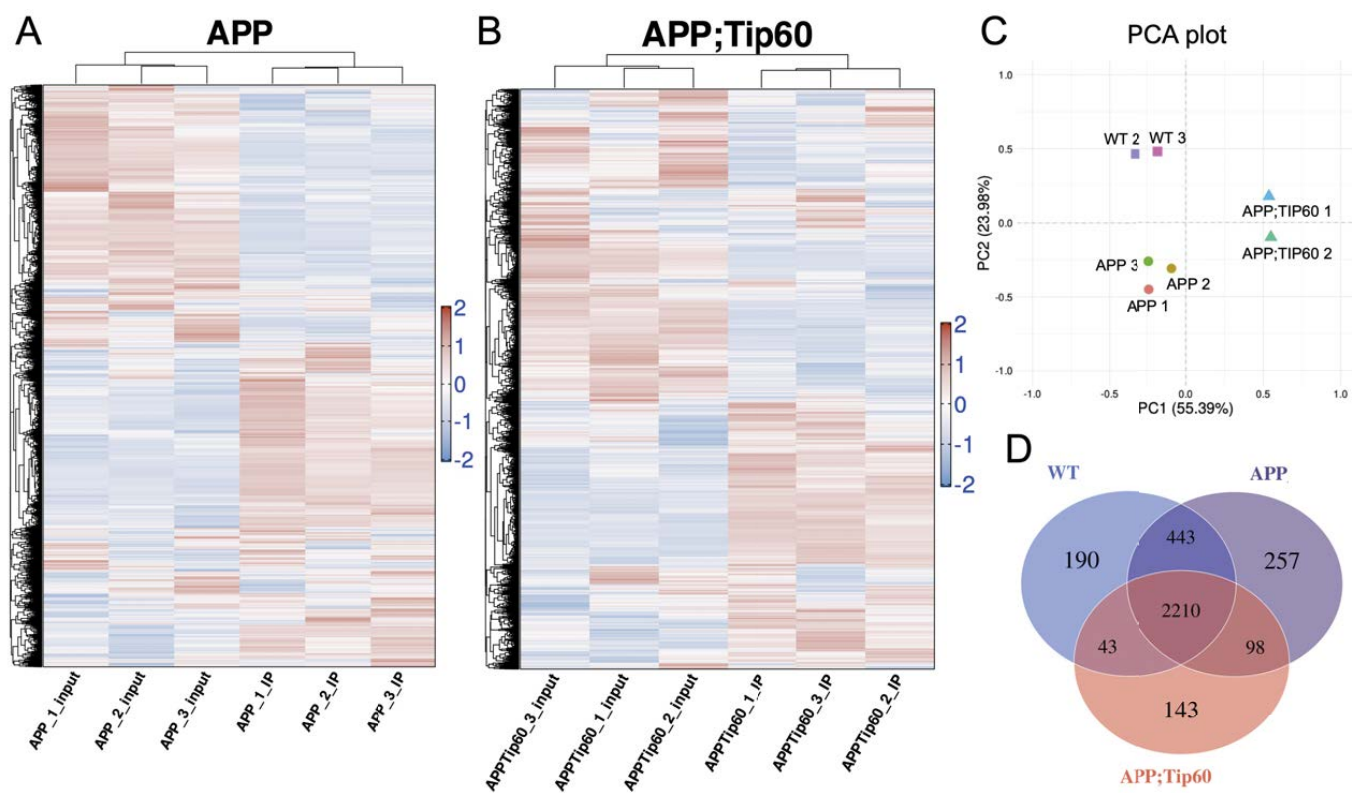 A
APP
APP_1_input
APP_2_input
APP_3_input
APP_1_IP
APP_2_IP
APP_3_IP
2
1
0
-1
-2
B
APP;Tip60
APPTip60_3_input
APPTip60_1_input
APPTip60_2_input
APPTip60_1_IP
APPTip60_3_IP
APPTip60_2_IP
2
1
0
-1
-2
C
PCA plot
PC2 (23.98%)
1.0
0.5
0.0
-0.5
-1.0
WT 2
WT 3
APP;TIP60 1
APP;TIP60 2
APP 3
APP 2
APP 1
-1.0
-0.5
0.0
0.5
1.0
PC1 (55.39%)
D
WT
APP
190
443
257
2210
43
98
143
APP;Tip60